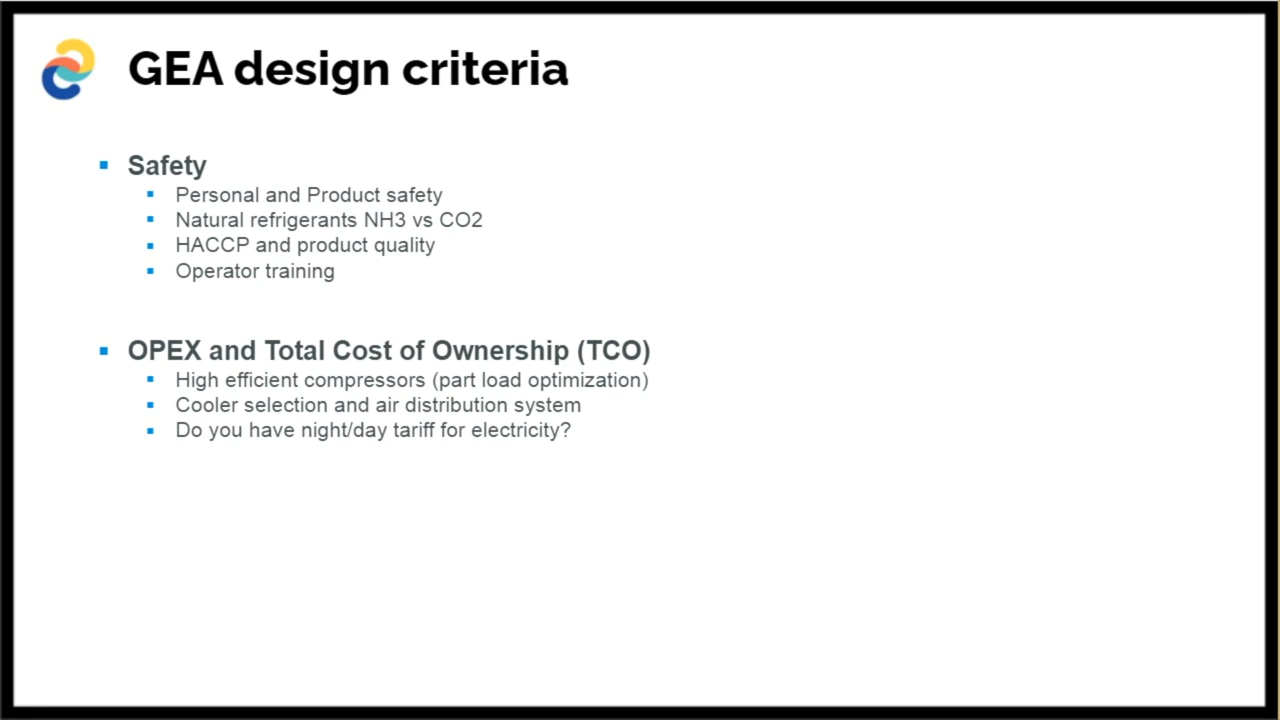 GEA design criteria
Safety
Personal and Product safety
Natural refrigerants NH3 vs CO2
HACCP and product quality
Operator training
OPEX and Total Cost of Ownership (TCO)
High efficient compressors (part load optimization)
Cooler selection and air distribution system
Do you have night/day tariff for electricity?